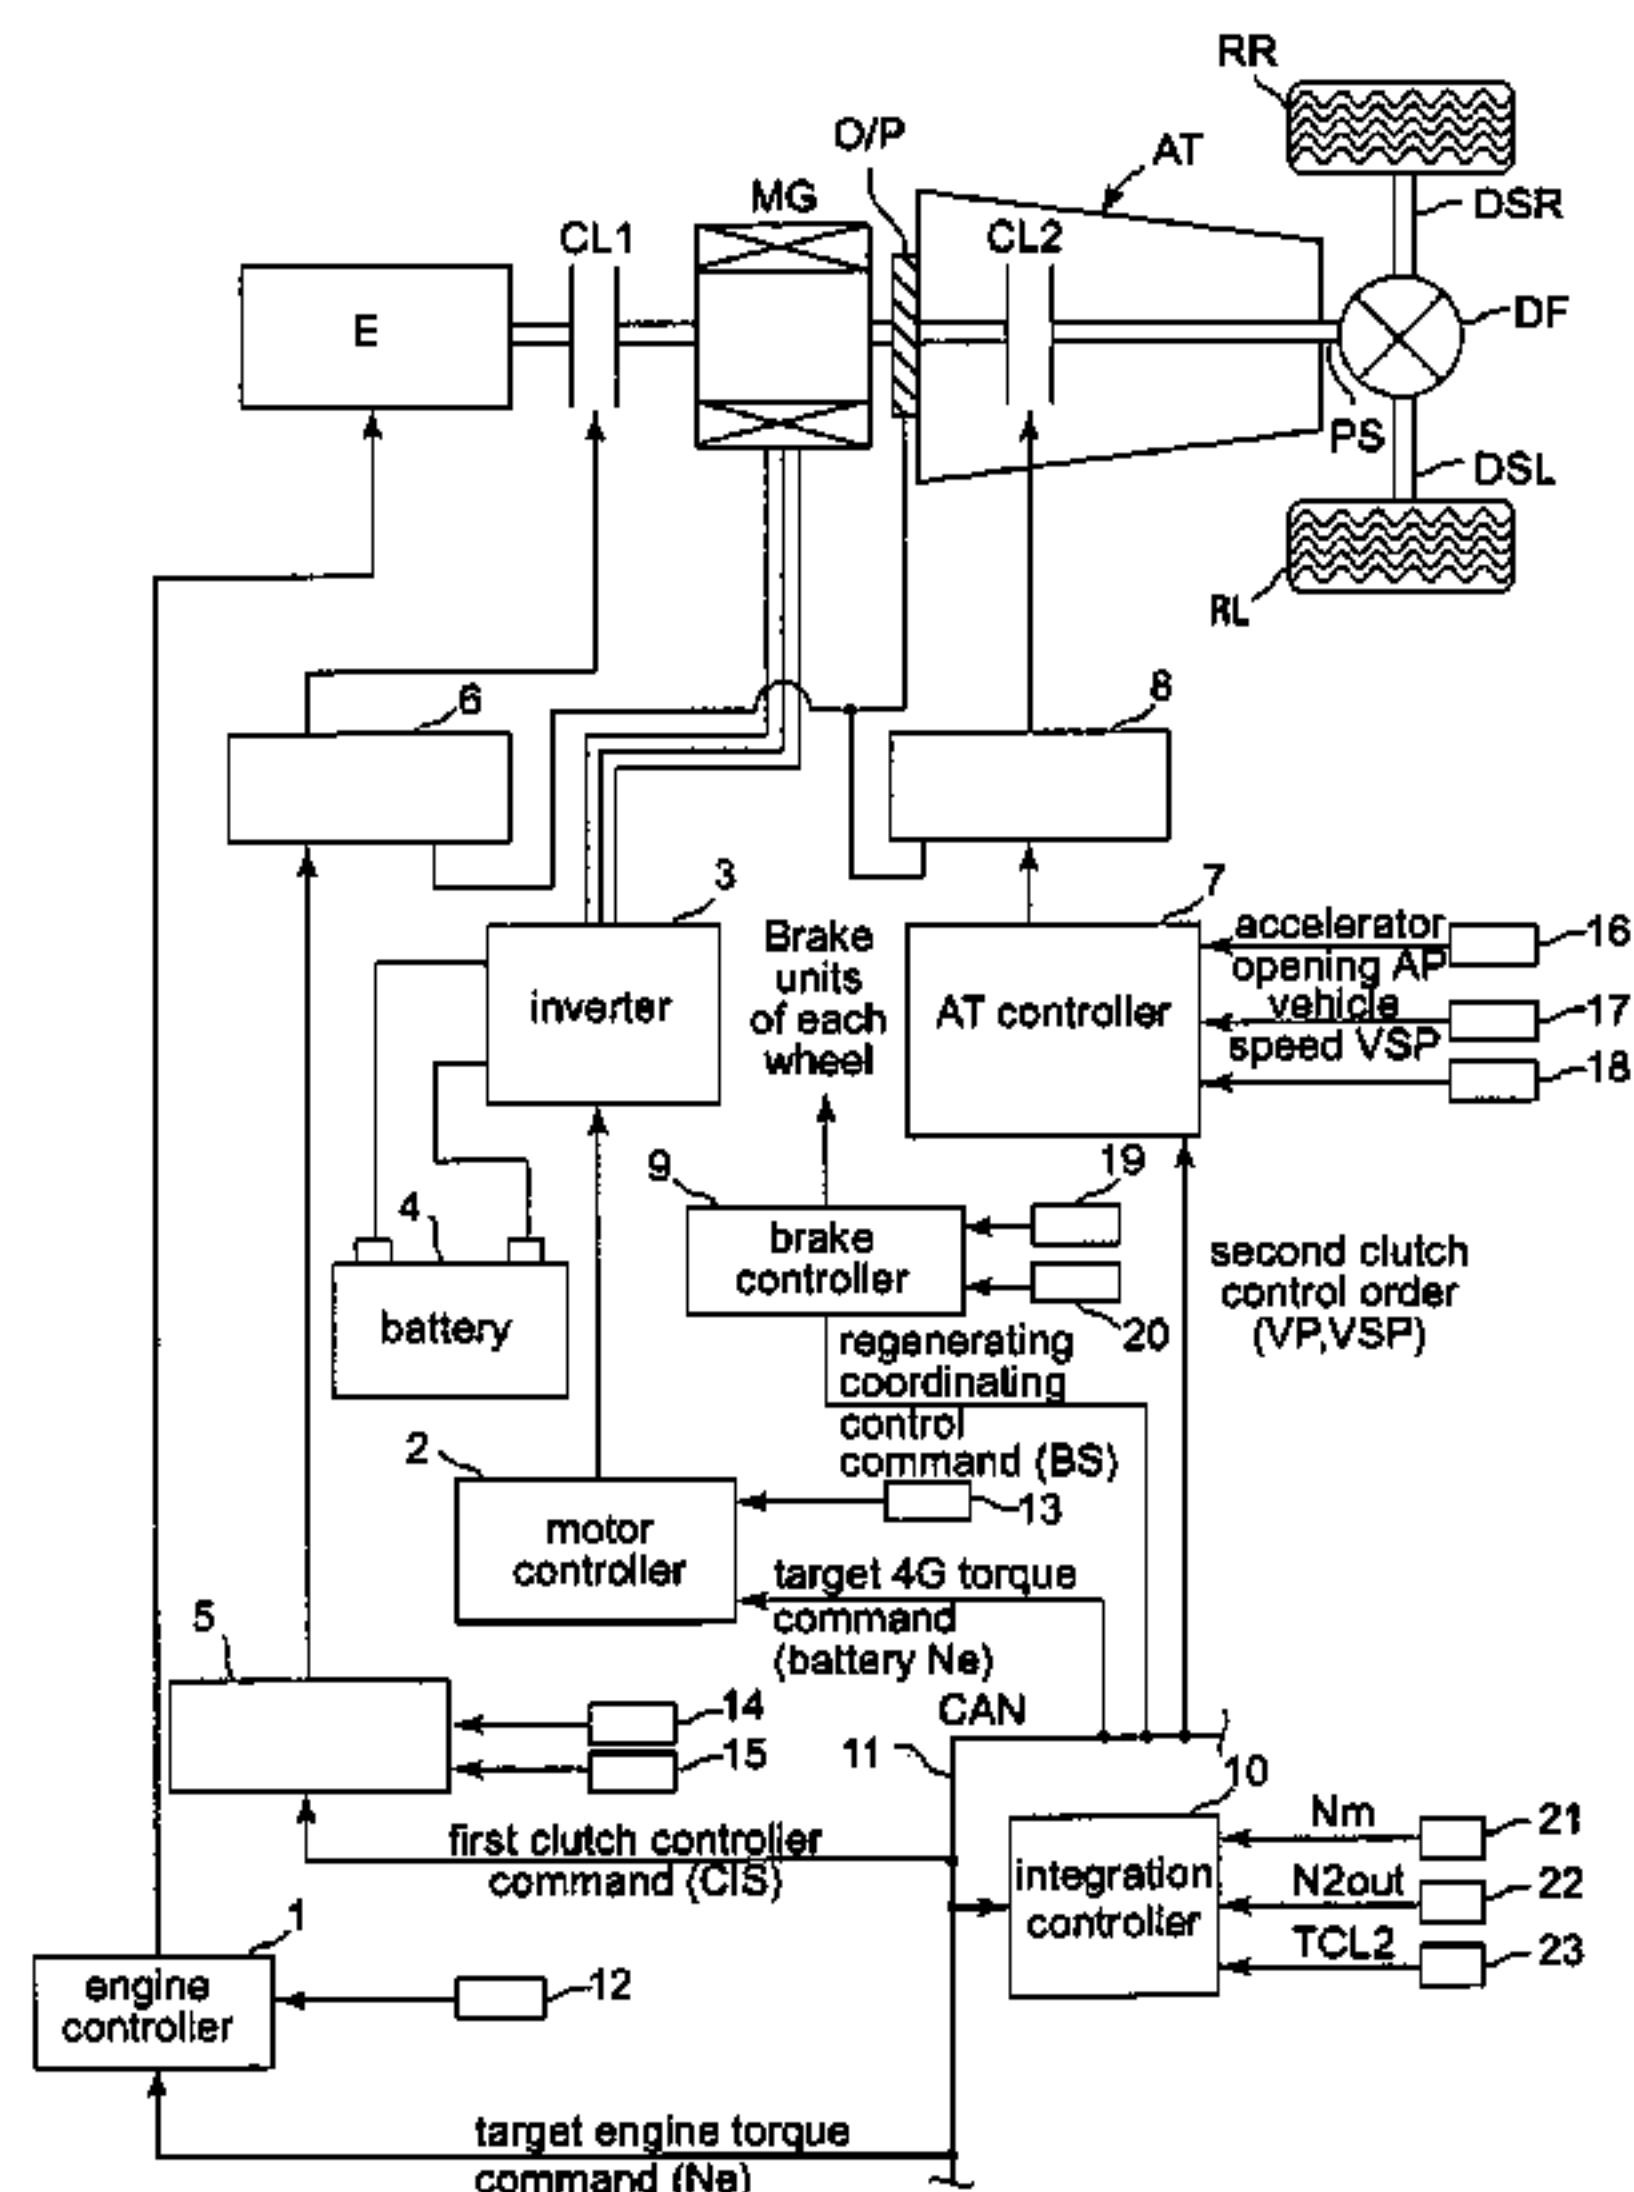 RR
O/P
AT
MG
DSR
CL1
CL2
E
DF
PS
DSL
RL
6
8
3
7
Brake
units
of each
wheel
accelerator
opening AP
16
inverter
AT controller
vehicle
speed VSP
17
18
9
19
4
brake
controller
second clutch
control order
(VP,VSP)
battery
20
regenerating
coordinating
control
command (BS)
2
13
motor
controller
target 4G torque
command
(battery Ne)
5
14
CAN
15
11
10
first clutch controller
command (CIS)
Nm
21
integration
controller
N2out
22
TCL2
23
1
engine
controller
12
target engine torque
command (Ne)